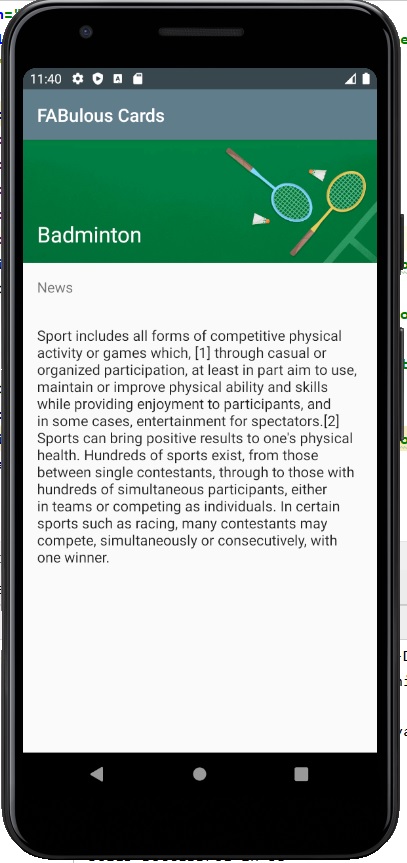 11:40
FABulous Cards
Badminton
News
Sport includes all forms of competitive physical
activity or games which, [1] through casual or
organized participation, at least in part aim to use,
maintain or improve physical ability and skills
while providing enjoyment to participants, and
in some cases, entertainment for spectators.[2]
Sports can bring positive results to one's physical
health. Hundreds of sports exist, from those
between single contestants, through to those with
hundreds of simultaneous participants, either
in teams or competing as individuals. In certain
sports such as racing, many contestants may
compete, simultaneously or consecutively, with
one winner.